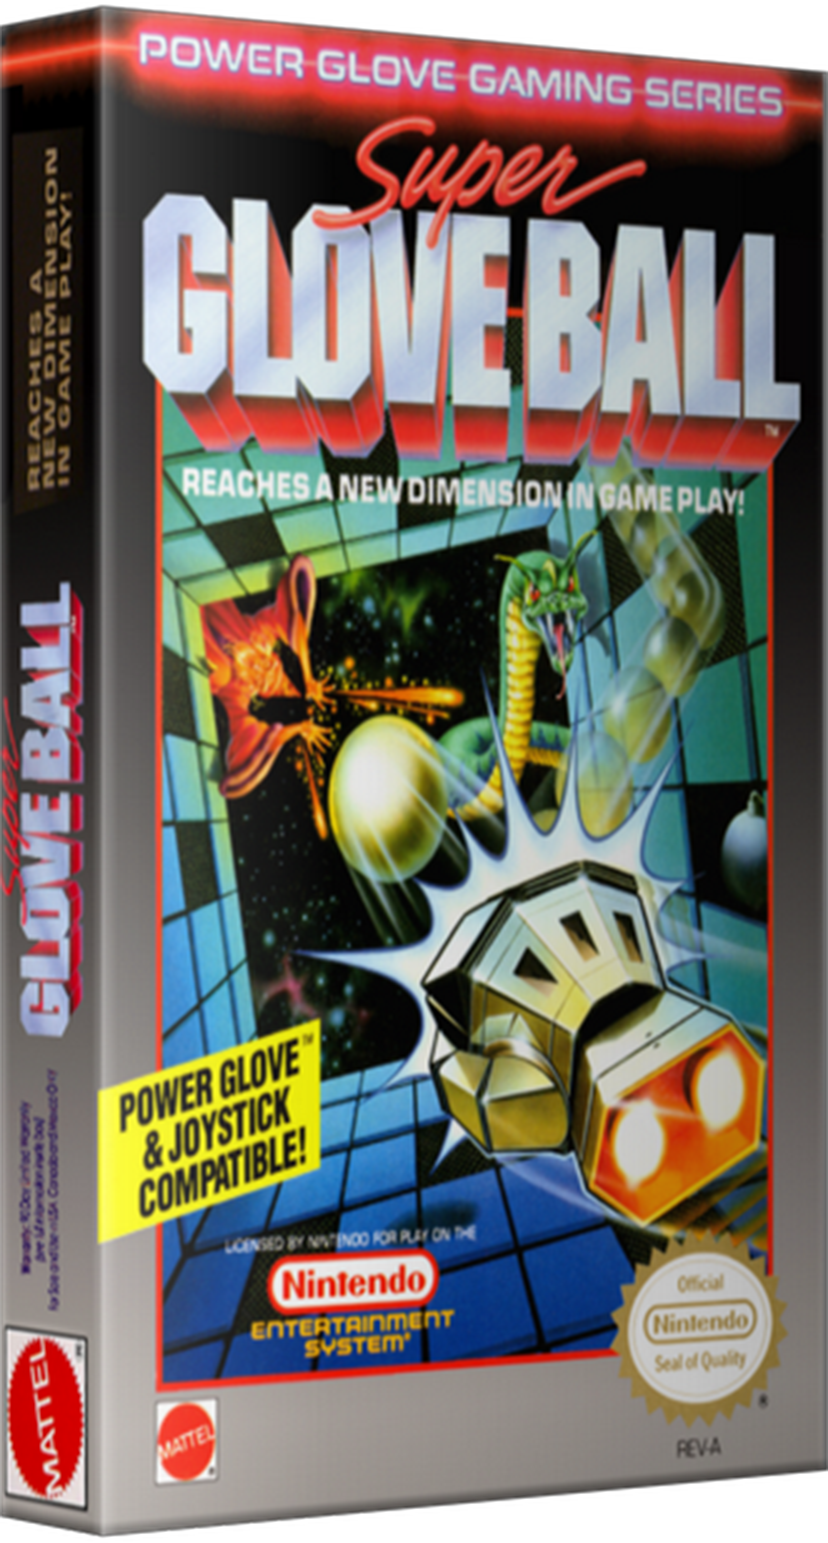 POWER GLOVE GAMING SERIES
Super
GLOVE BALL™
REACHES A NEW DIMENSION IN GAME PLAY!
POWER GLOVE™
& JOYSTICK
COMPATIBLE!
LICENSED BY NINTENDO FOR PLAY ON THE
Nintendo
ENTERTAINMENT
SYSTEM®
Official
Nintendo
Seal of Quality
®
MATTEL
REV-A
REACHES A
NEW DIMENSION
IN GAME PLAY!
Super
GLOVE BALL
MATTEL